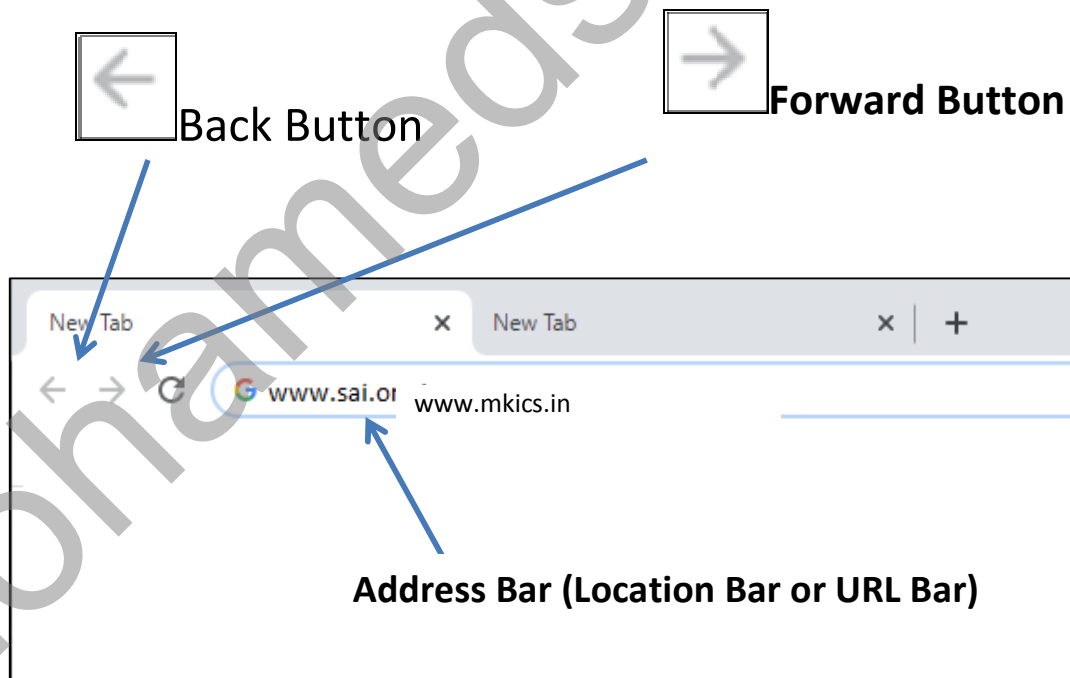 Back Button
Forward Button
New Tab
New Tab
www.sai.or
www.mkics.in
Address Bar (Location Bar or URL Bar)